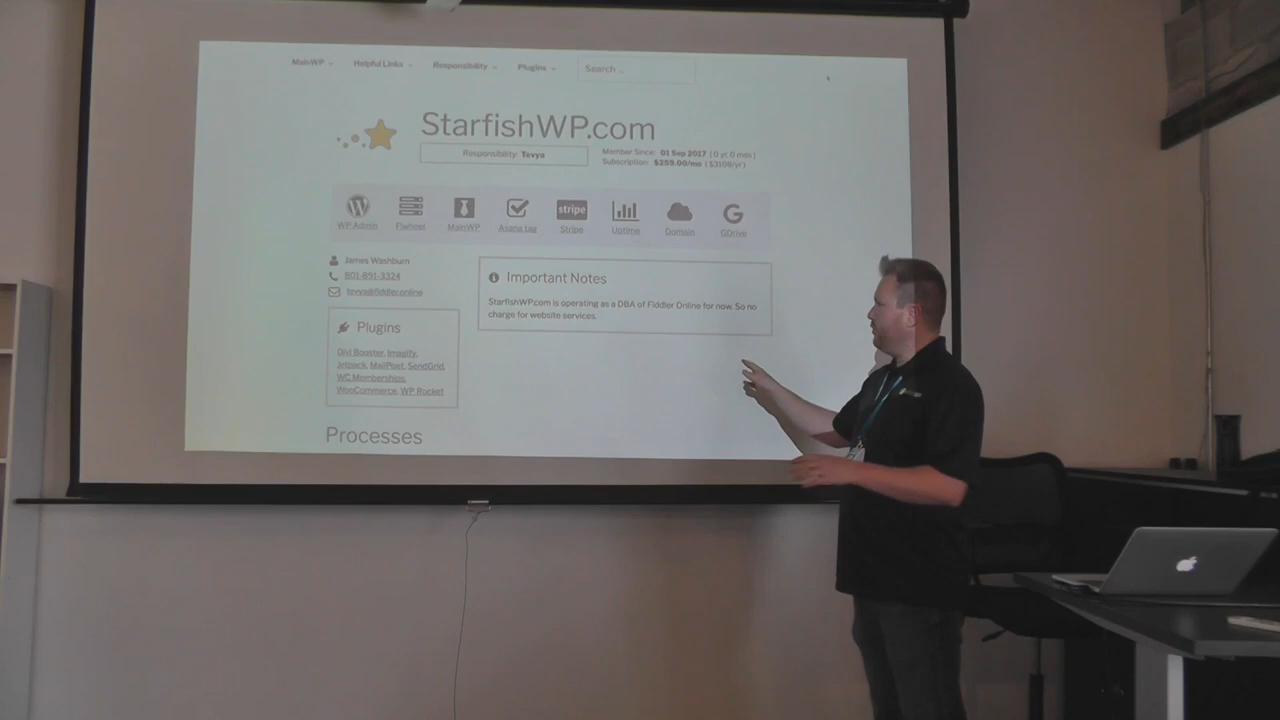 MainWP Helpful Links Responsibility Plugins Search ...
StarfishWP.com
Responsibility: Tevya
Member Since: 01 Sep 2017 ( 0 yr, 0 mos )
Subscription: $259.00/mo ( $3108/yr)
WP Admin Flwheel MainWP Asana tag stripe Stripe Uptime Domain GDrive
James Washburn
801-891-3324
tevya@fiddler.online
Important Notes
StarfishWP.com is operating as a DBA of Fiddler Online for now. So no
charge for website services.
Plugins
Divi Booster, Imagify,
Jetpack, MailPoet, SendGrid,
WC Memberships,
WooCommerce, WP Rocket
Processes